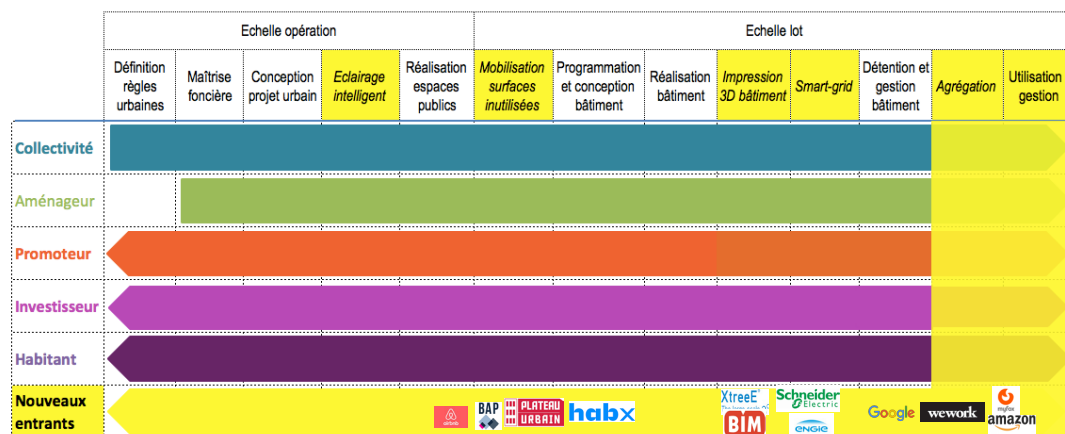 Echelle opération
Echelle lot
Définition règles urbaines
Maîtrise foncière
Conception projet urbain
Eclairage intelligent
Réalisation espaces publics
Mobilisation surfaces inutilisées
Programmation et conception bâtiment
Réalisation bâtiment
Impression 3D bâtiment
Smart-grid
Détention et gestion bâtiment
Agrégation
Utilisation gestion
Collectivité
Aménageur
Promoteur
Investisseur
Habitant
Nouveaux entrants
airbnb
BAP
PLATEAU URBAIN
habx
XtreeE
BIM
Schneider Electric
ENGIE
Google
wework
myfox
amazon